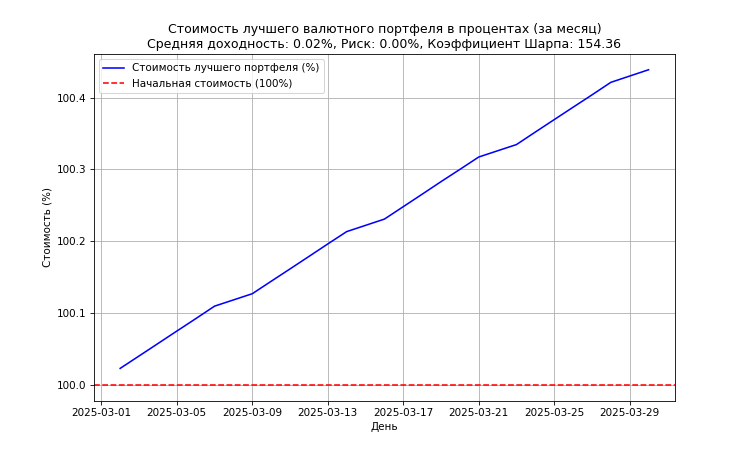 Стоимость лучшего валютного портфеля в процентах (за месяц)
Средняя доходность: 0.02%, Риск: 0.00%, Коэффициент Шарпа: 154.36
Стоимость лучшего портфеля (%)
Начальная стоимость (100%)
Стоимость (%)
100.4
100.3
100.2
100.1
100.0
2025-03-01 2025-03-05 2025-03-09 2025-03-13 2025-03-17 2025-03-21 2025-03-25 2025-03-29
День